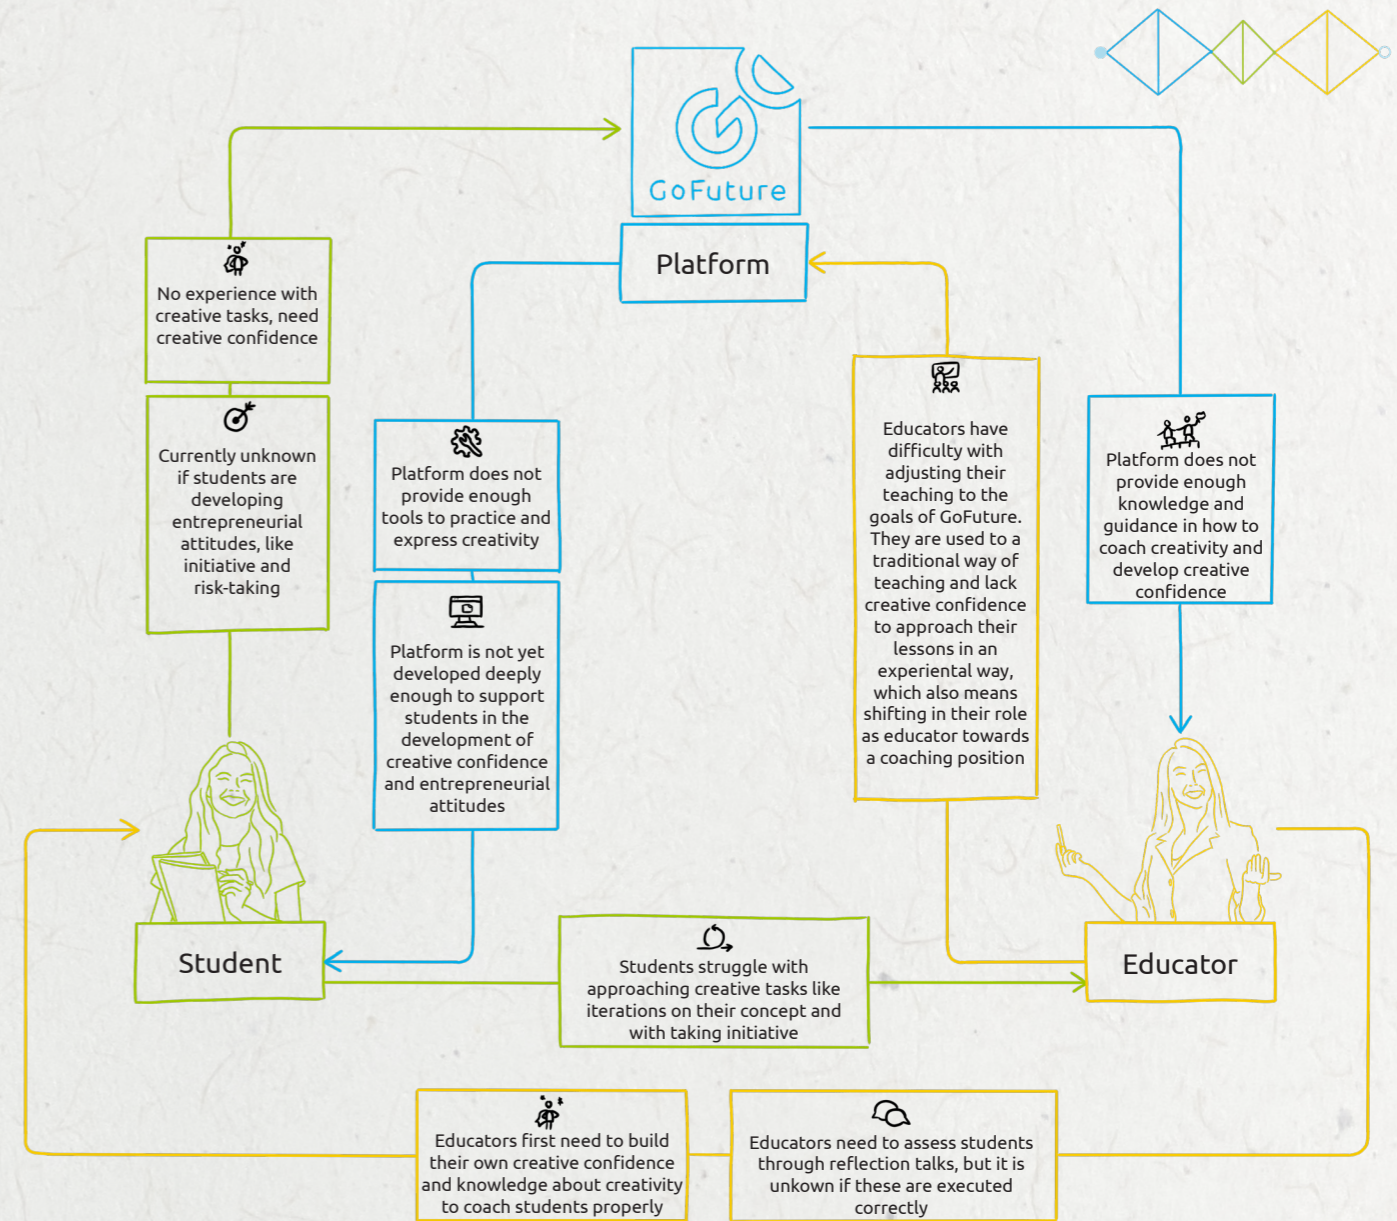 GoFuture
Platform
No experience with
creative tasks, need
creative confidence
Currently unknown
if students are
developing
entrepreneurial
attitudes, like
initiative and
risk-taking
Platform does not
provide enough
tools to practice and
express creativity
Platform is not yet
developed deeply
enough to support
students in the
development of
creative confidence
and entrepreneurial
attitudes
Educators have
difficulty with
adjusting their
teaching to the
goals of GoFuture.
They are used to a
traditional way of
teaching and lack
creative confidence
to approach their
lessons in an
experiental way,
which also means
shifting in their role
as educator towards
a coaching position
Platform does not
provide enough
knowledge and
guidance in how to
coach creativity and
develop creative
confidence
Student
Students struggle with
approaching creative tasks like
iterations on their concept and
with taking initiative
Educator
Educators first need to build
their own creative confidence
and knowledge about creativity
to coach students properly
Educators need to assess students
through reflection talks, but it is
unkown if these are executed
correctly